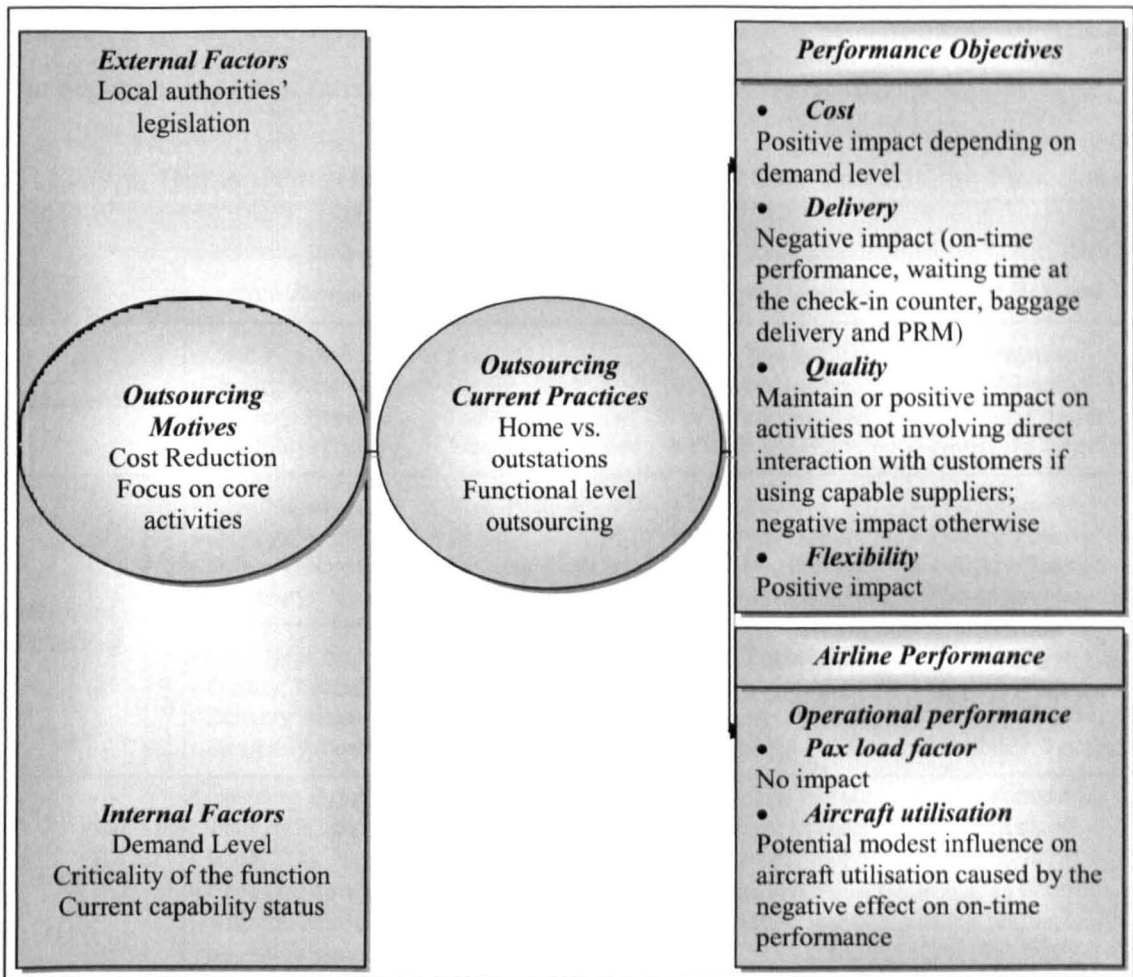 External Factors
Local authorities'
legislation
Outsourcing
Motives
Cost Reduction
Focus on core
activities
Internal Factors
Demand Level
Criticality of the function
Current capability status
Outsourcing
Current Practices
Home vs.
outstations
Functional level
outsourcing
Performance Objectives
• Cost
Positive impact depending on
demand level
• Delivery
Negative impact (on-time
performance, waiting time at
the check-in counter, baggage
delivery and PRM)
• Quality
Maintain or positive impact on
activities not involving direct
interaction with customers if
using capable suppliers;
negative impact otherwise
• Flexibility
Positive impact
Airline Performance
Operational performance
• Pax load factor
No impact
• Aircraft utilisation
Potential modest influence on
aircraft utilisation caused by the
negative effect on on-time
performance